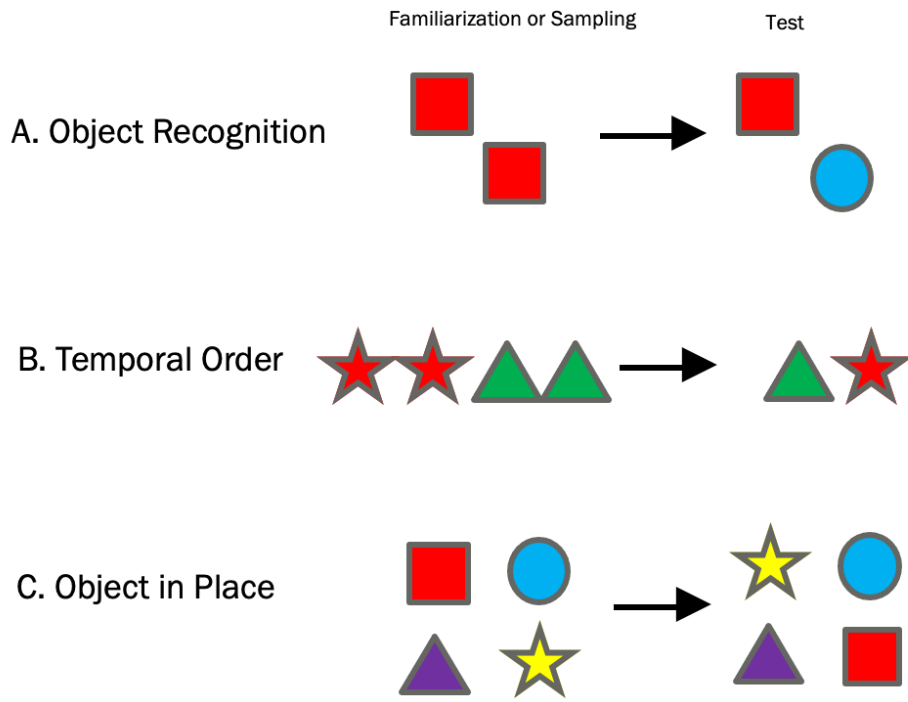 Familiarization or Sampling
Test
A. Object Recognition
B. Temporal Order
C. Object in Place